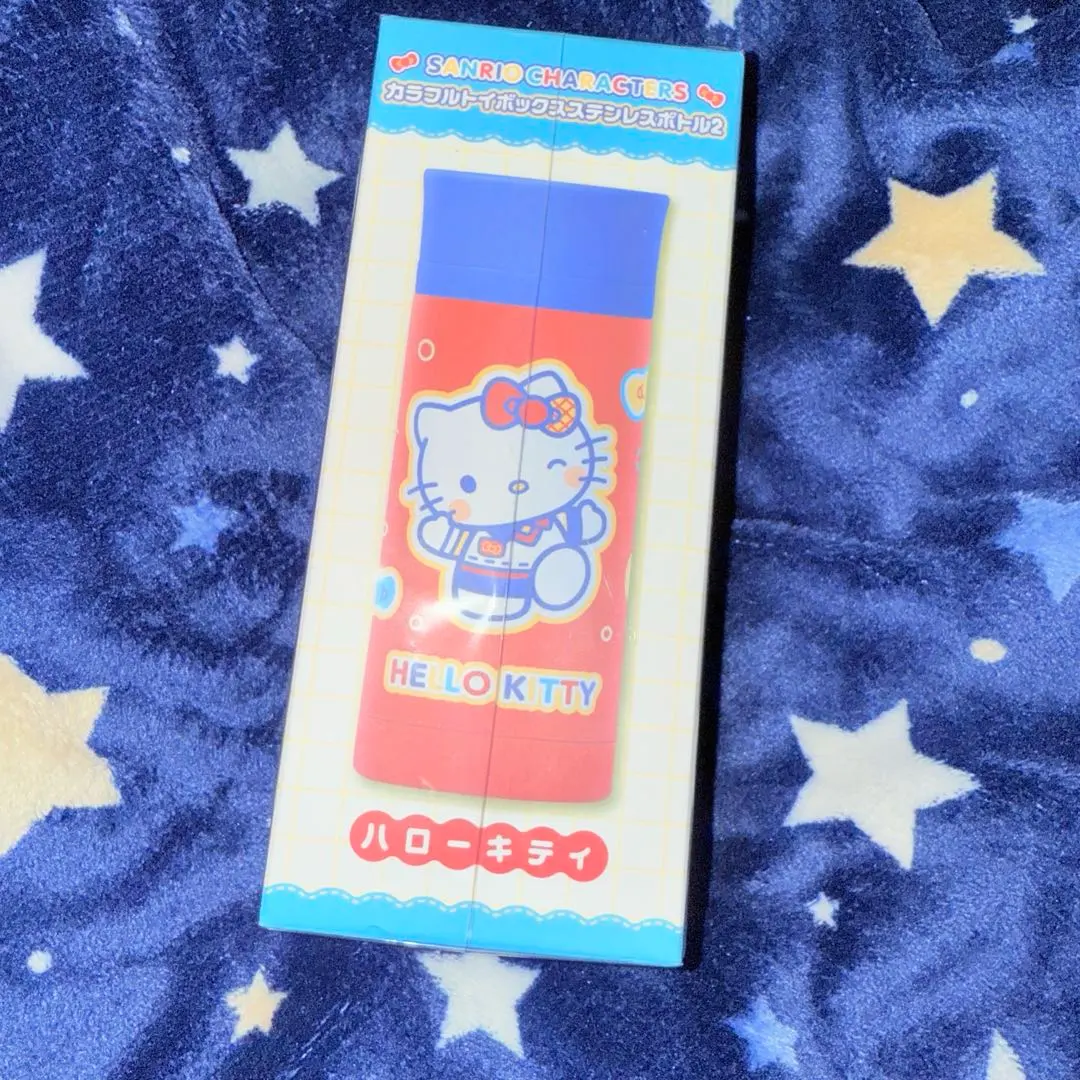 SANRIO CHARACTERS
カラフルトイボックスステンレスボトル2
HELLO KITTY
ハローキティ